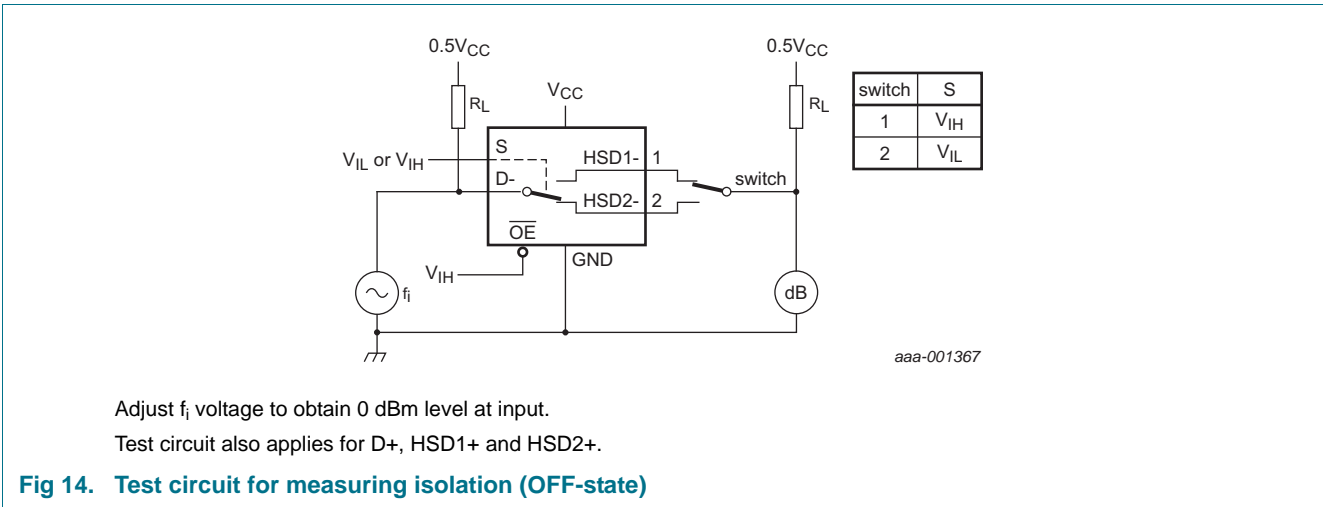 0.5VCC
0.5VCC
VCC
RL
RL
switch S
1 VIH
2 VIL
S
HSD1- 1
VIL or VIH
D-
switch
HSD2- 2
OE
GND
VIH
fi
dB
aaa-001367
Adjust fi voltage to obtain 0 dBm level at input.
Test circuit also applies for D+, HSD1+ and HSD2+.
Fig 14. Test circuit for measuring isolation (OFF-state)